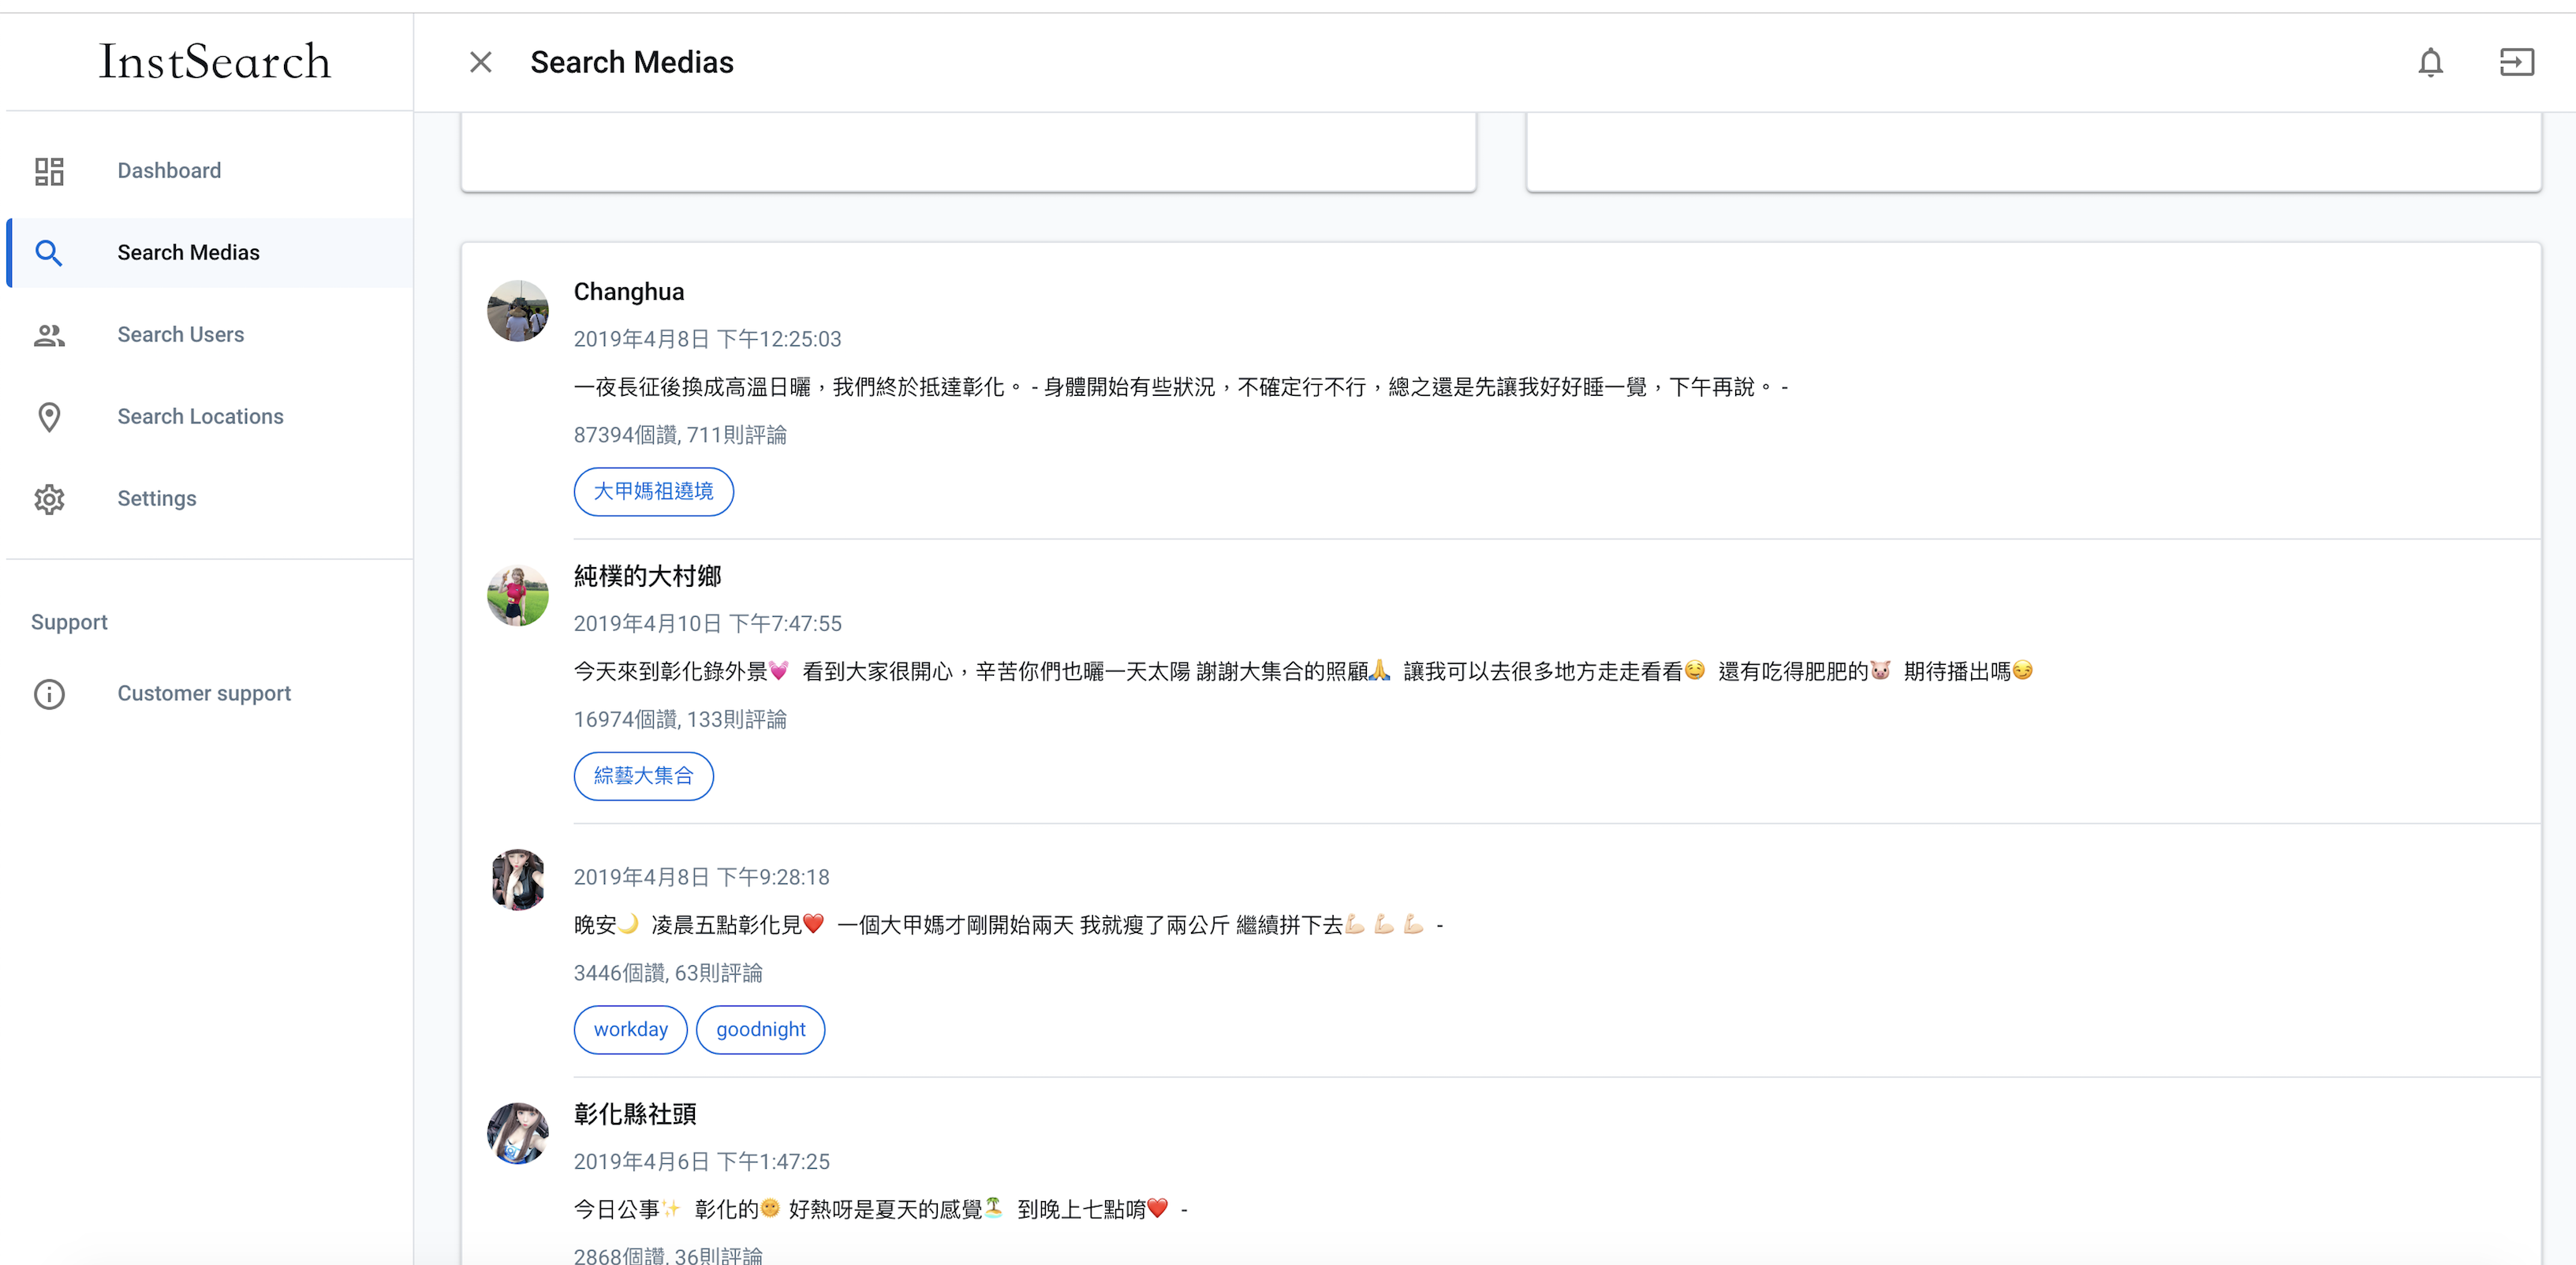 InstSearch
Search Medias
Dashboard
Search Medias
Search Users
Search Locations
Settings
Support
Customer support
Changhua
2019年4月8日 下午12:25:03
一夜長征後換成高溫日曬，我們終於抵達彰化。 - 身體開始有些狀況，不確定行不行，總之還是先讓我好好睡一覺，下午再說。 -
87394個讚, 711則評論
大甲媽祖遶境
純樸的大村鄉
2019年4月10日 下午7:47:55
今天來到彰化錄外景💓 看到大家很開心，辛苦你們也曬一天太陽 謝謝大集合的照顧🙏 讓我可以去很多地方走走看看😋 還有吃得肥肥的🐷 期待播出嗎😏
16974個讚, 133則評論
綜藝大集合
2019年4月8日 下午9:28:18
晚安🌙 凌晨五點彰化見❤️ 一個大甲媽才剛開始兩天 我就瘦了兩公斤 繼續拼下去💪🏻 💪🏻 💪🏻 -
3446個讚, 63則評論
workday goodnight
彰化縣社頭
2019年4月6日 下午1:47:25
今日公事✨ 彰化的🌞 好熱呀是夏天的感覺🏝 到晚上七點唷❤️ -
2868個讚, 36則評論